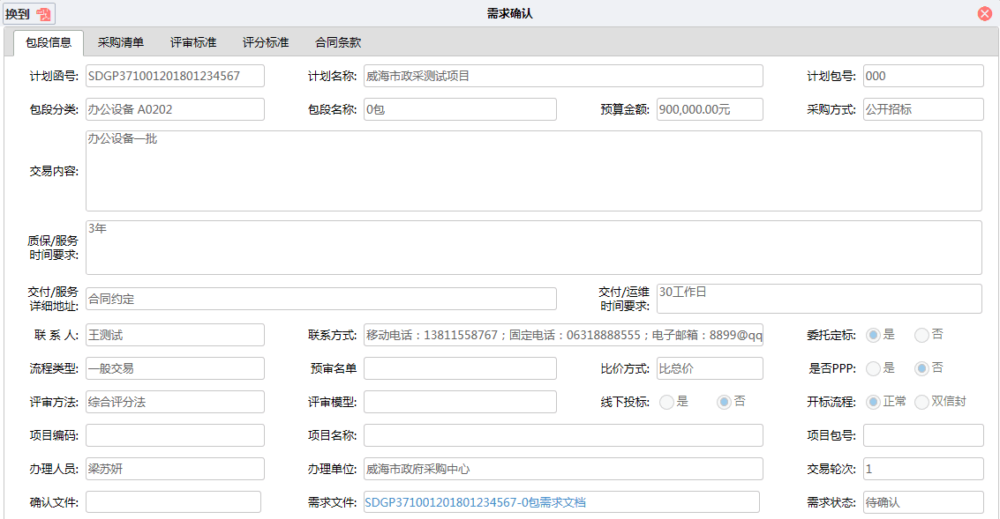 换到 需求确认
包段信息 采购清单 评审标准 评分标准 合同条款
计划函号: SDGP371001201801234567 计划名称: 威海市政采测试项目 计划包号: 000
包段分类: 办公设备 A0202 包段名称: 0包 预算金额: 900,000.00元 采购方式: 公开招标
交易内容: 办公设备一批
质保/服务
时间要求: 3年
交付/服务
详细地址: 合同约定 交付/运维
时间要求: 30工作日
联 系 人: 王测试 联系方式: 移动电话：13811558767；固定电话：06318888555；电子邮箱：8899@qq 委托定标: 是 否
流程类型: 一般交易 预审名单 比价方式: 比总价 是否PPP: 是 否
评审方法: 综合评分法 评审模型: 线下投标: 是 否 开标流程: 正常 双信封
项目编码: 项目名称: 项目包号:
办理人员: 梁苏妍 办理单位: 威海市政府采购中心 交易轮次: 1
确认文件: 需求文件: SDGP371001201801234567-0包需求文档 需求状态: 待确认